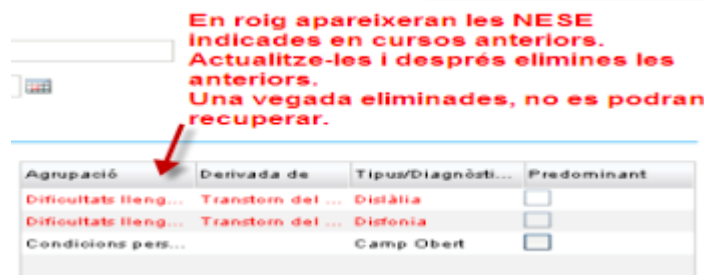 En roig apareixeran les NESE
indicades en cursos anteriors.
Actualitze-les i després elimines les
anteriors.
Una vegada eliminades, no es podran
recuperar.
Agrupació Derivada de Tipus/Diagnòsti... Predominant
Dificultats lleng... Transtorn del ... Dislàlia
Dificultats lleng... Transtorn del ... Disfonia
Condicions pers... Camp Obert